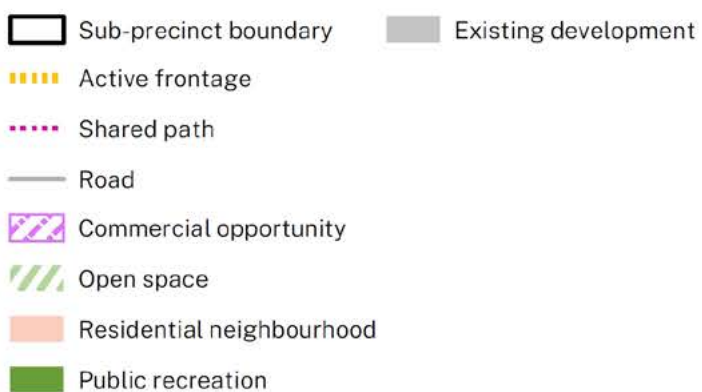 Sub-precinct boundary
Existing development
Active frontage
Shared path
Road
Commercial opportunity
Open space
Residential neighbourhood
Public recreation